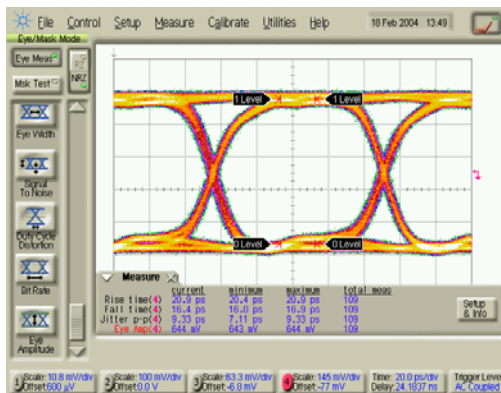 File Control Setup Measure Calibrate Utilities Help 18 Feb 2004 13:49
Eye/Mask Mode
Eye Meas
NRZ
Msk Test
Eye Width
Signal
To Noise
Duty Cycle
Distortion
Bit Rate
Eye
Amplitude
1 Level 1 Level
0 Level 0 Level
Measure
current minimum maximum total meas
Rise time(4) 20.9 ps 20.4 ps 20.9 ps 109
Fall time(4) 16.4 ps 16.0 ps 16.9 ps 109
Jitter p-p(4) 9.33 ps 7.11 ps 9.33 ps 109
Eye Amp(4) 644 mV 643 mV 644 mV 109
Setup
& Info
1 Scale: 10.8 mV/div
Offset:600 µV
2 Scale: 100 mV/div
Offset:0.0 V
3 Scale:63.3 mV/div
Offset:-6.8 mV
4 Scale: 145 mV/div
Offset:-77 mV
Time: 20.0 ps/div
Delay:24.1837 ns
Trigger Level
AC Coupled